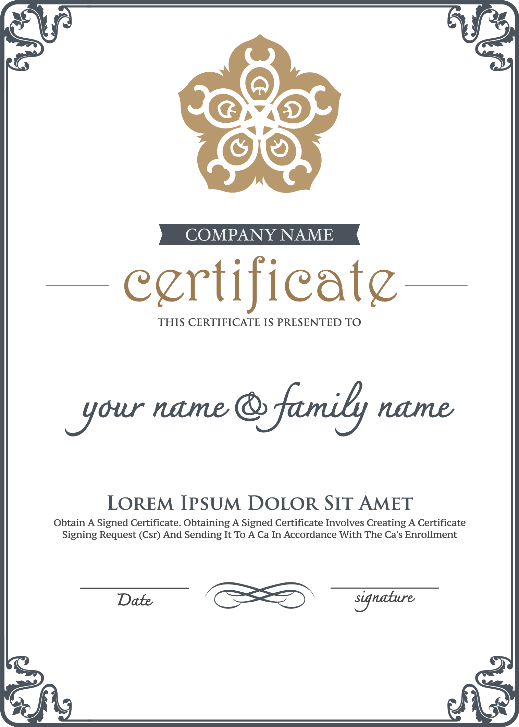 COMPANY NAME
certificate
THIS CERTIFICATE IS PRESENTED TO
your name & family name
LOREM IPSUM DOLOR SIT AMET
Obtain A Signed Certificate. Obtaining A Signed Certificate Involves Creating A Certificate
Signing Request (Csr) And Sending It To A Ca In Accordance With The Ca's Enrollment
Date
signature